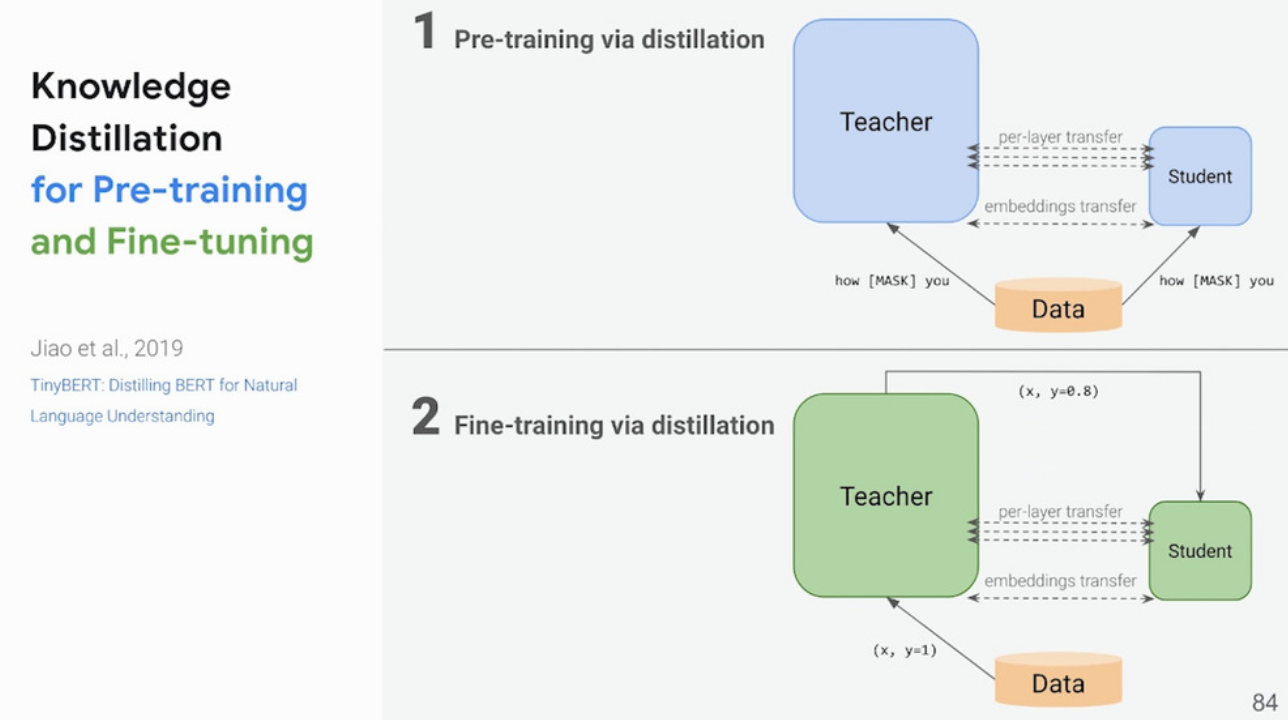 Knowledge
Distillation
for Pre-training
and Fine-tuning
Jiao et al., 2019
TinyBERT: Distilling BERT for Natural
Language Understanding
1 Pre-training via distillation
Teacher
per-layer transfer
Student
embeddings transfer
how [MASK] you
how [MASK] you
Data
2 Fine-training via distillation
(x, y=0.8)
Teacher
per-layer transfer
Student
embeddings transfer
(x, y=1)
Data
84